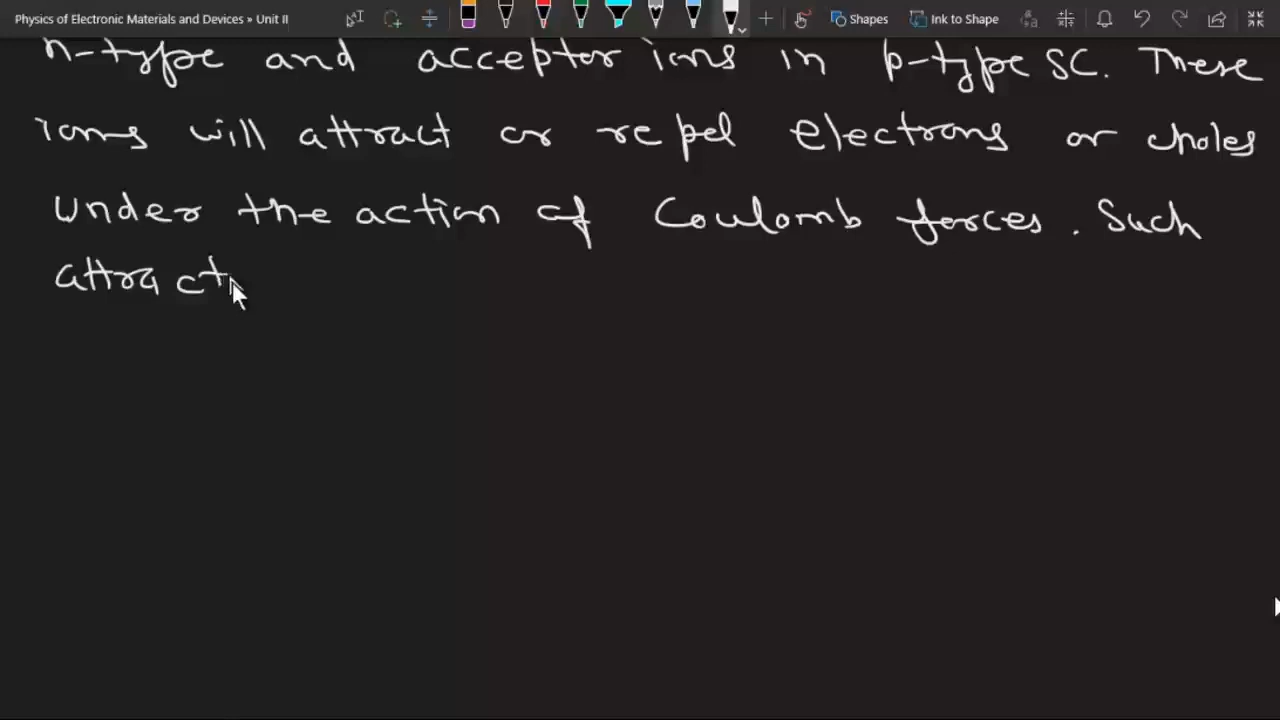 Physics of Electronic Materials and Devices » Unit II
Shapes
Ink to Shape
n-type and acceptor ions in p-type SC. These
ions will attract or repel electrons or choles
under the action of Coulomb forces. Such
attract